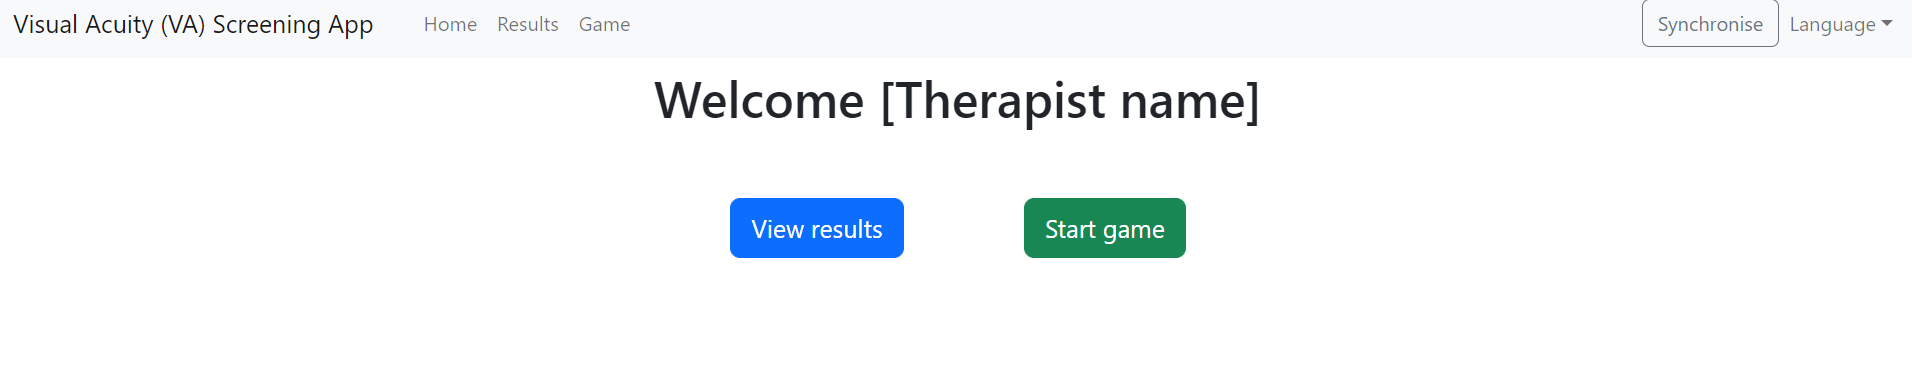 Visual Acuity (VA) Screening App Home Results Game Synchronise Language
Welcome [Therapist name]
View results Start game